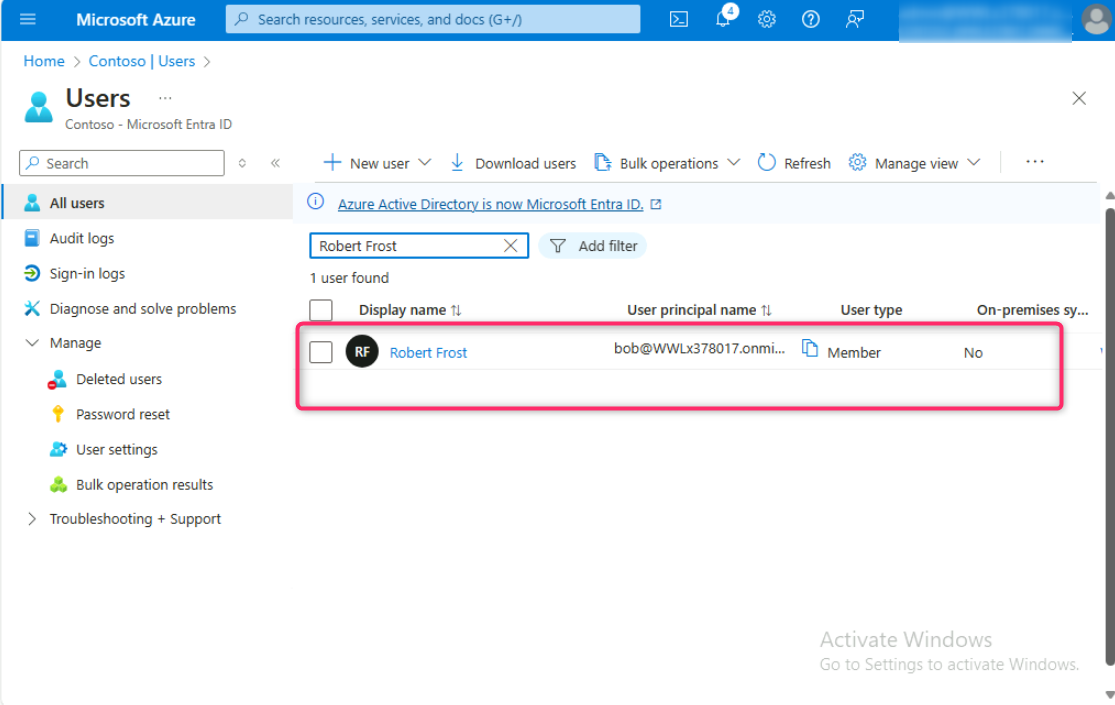 Microsoft Azure
Search resources, services, and docs (G+/)
4
Home > Contoso | Users >
Users ...
Contoso - Microsoft Entra ID
Search
New user
Download users
Bulk operations
Refresh
Manage view
...
All users
Audit logs
Sign-in logs
Diagnose and solve problems
Manage
Deleted users
Password reset
User settings
Bulk operation results
Troubleshooting + Support
Azure Active Directory is now Microsoft Entra ID.
Robert Frost
Add filter
1 user found
Display name User principal name User type On-premises sy...
RF Robert Frost bob@WWLx378017.onmi... Member No
Activate Windows
Go to Settings to activate Windows.